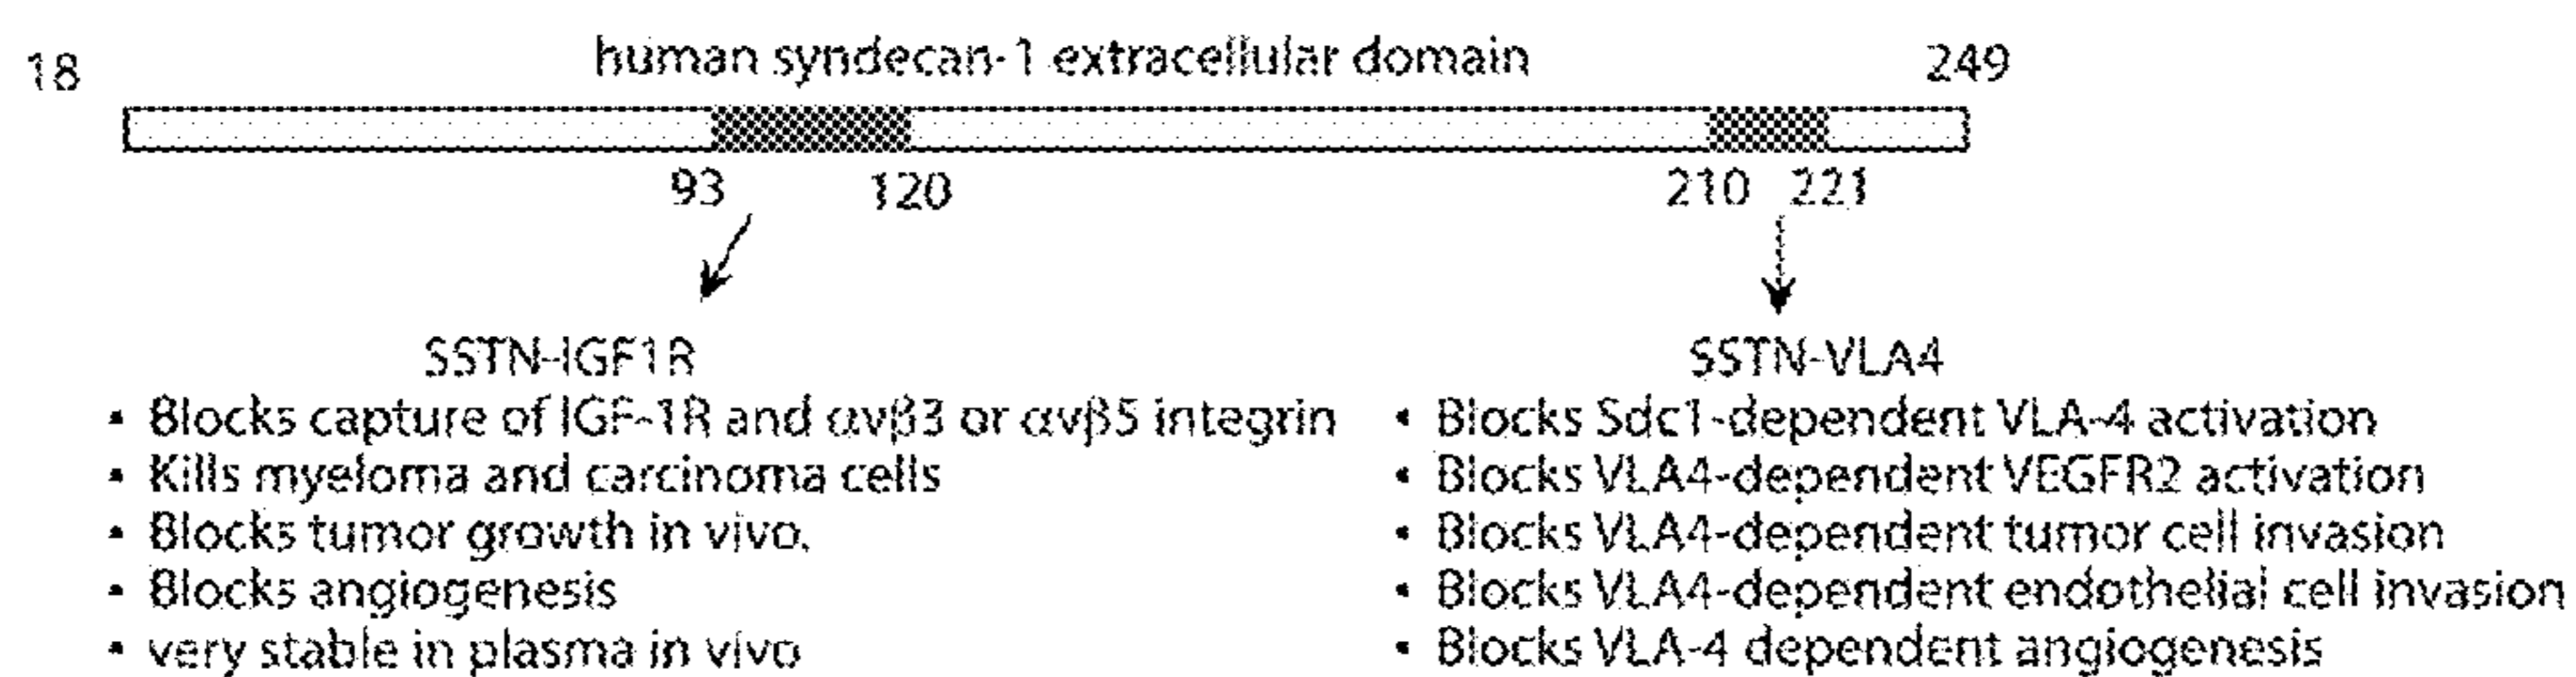 18 human syndecan-1 extracellular domain 249
93 120 210 221
SSTN-IGF1R
• Blocks capture of IGF-1R and αvβ3 or αvβ5 integrin
• Kills myeloma and carcinoma cells
• Blocks tumor growth in vivo.
• Blocks angiogenesis
• very stable in plasma in vivo
SSTN-VLA4
• Blocks Sdc1-dependent VLA-4 activation
• Blocks VLA4-dependent VEGFR2 activation
• Blocks VLA4-dependent tumor cell invasion
• Blocks VLA4-dependent endothelial cell invasion
• Blocks VLA-4 dependent angiogenesis